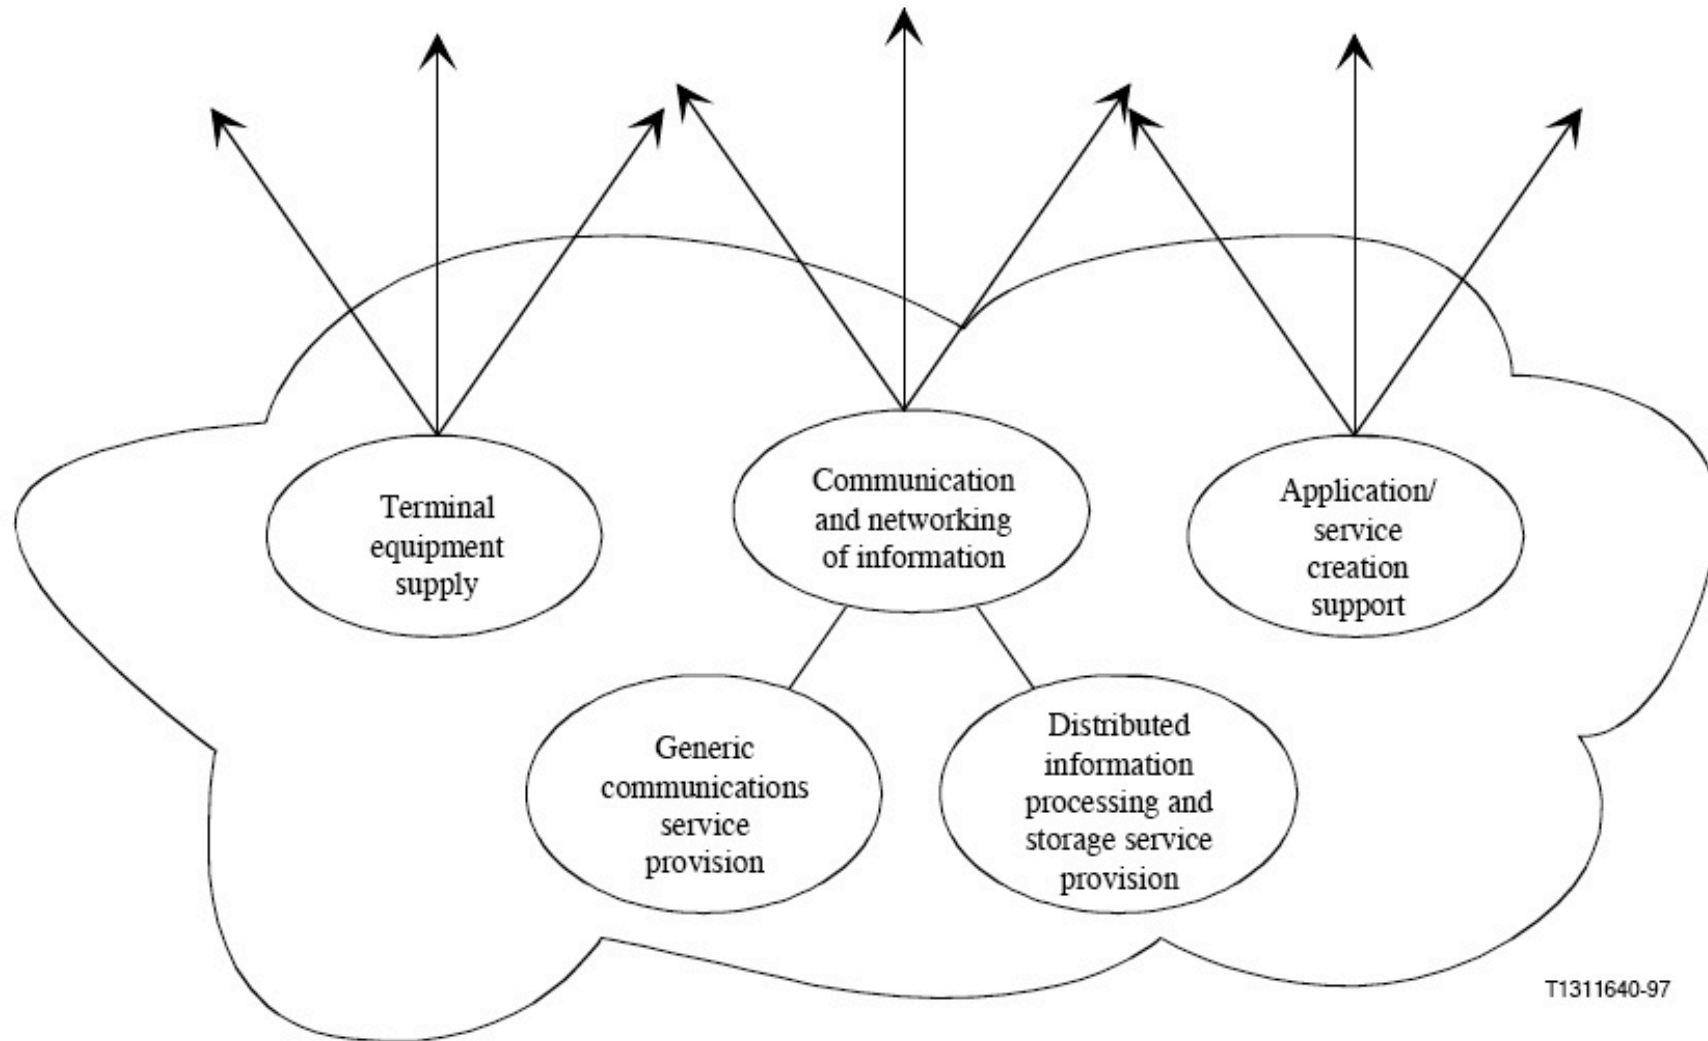 Terminal
equipment
supply
Communication
and networking
of information
Application/
service
creation
support
Generic
communications
service
provision
Distributed
information
processing and
storage service
provision
T1311640-97